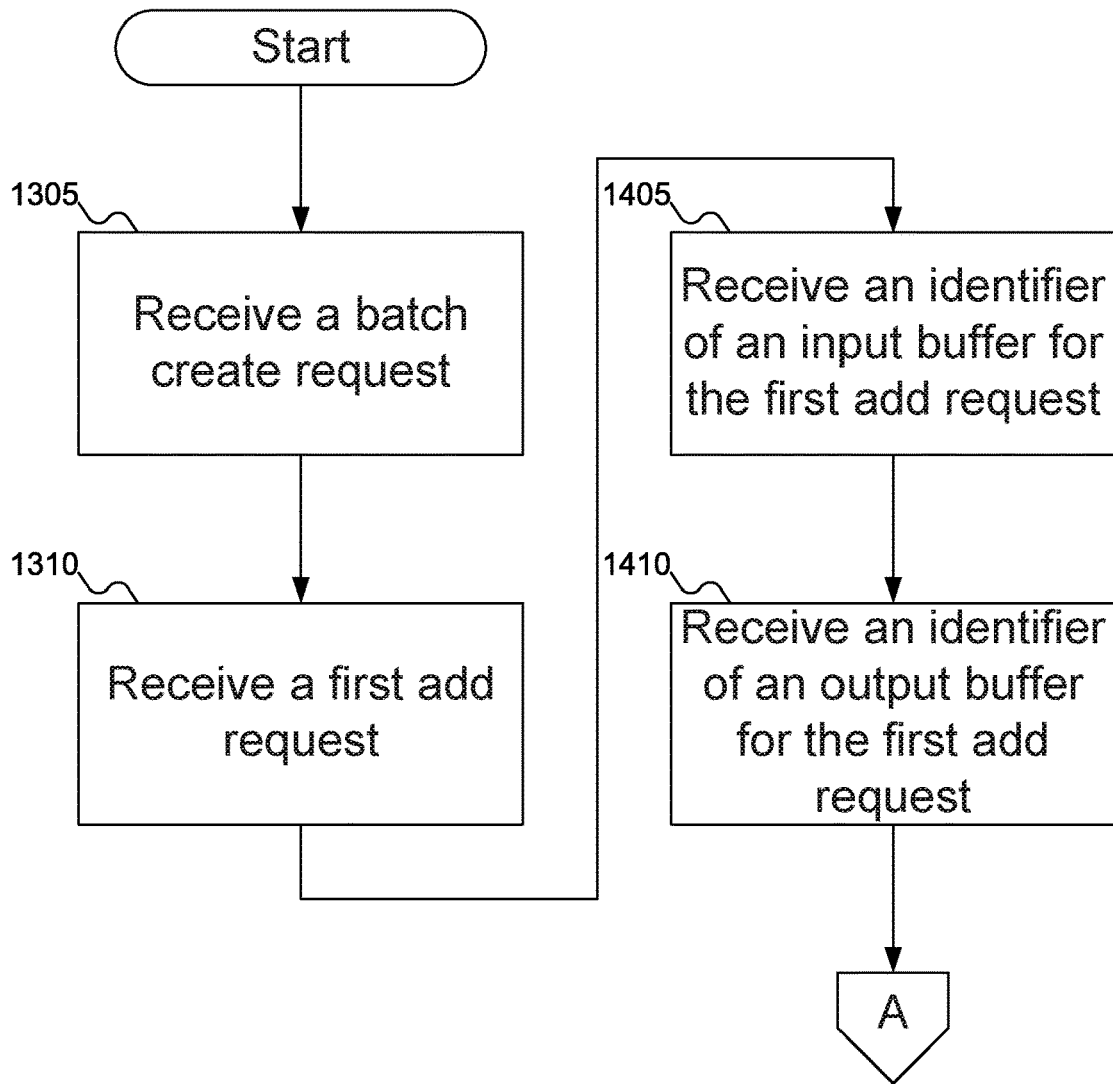 Start
1305
Receive a batch
create request
1310
Receive a first add
request
1405
Receive an identifier
of an input buffer for
the first add request
1410
Receive an identifier
of an output buffer
for the first add
request
A